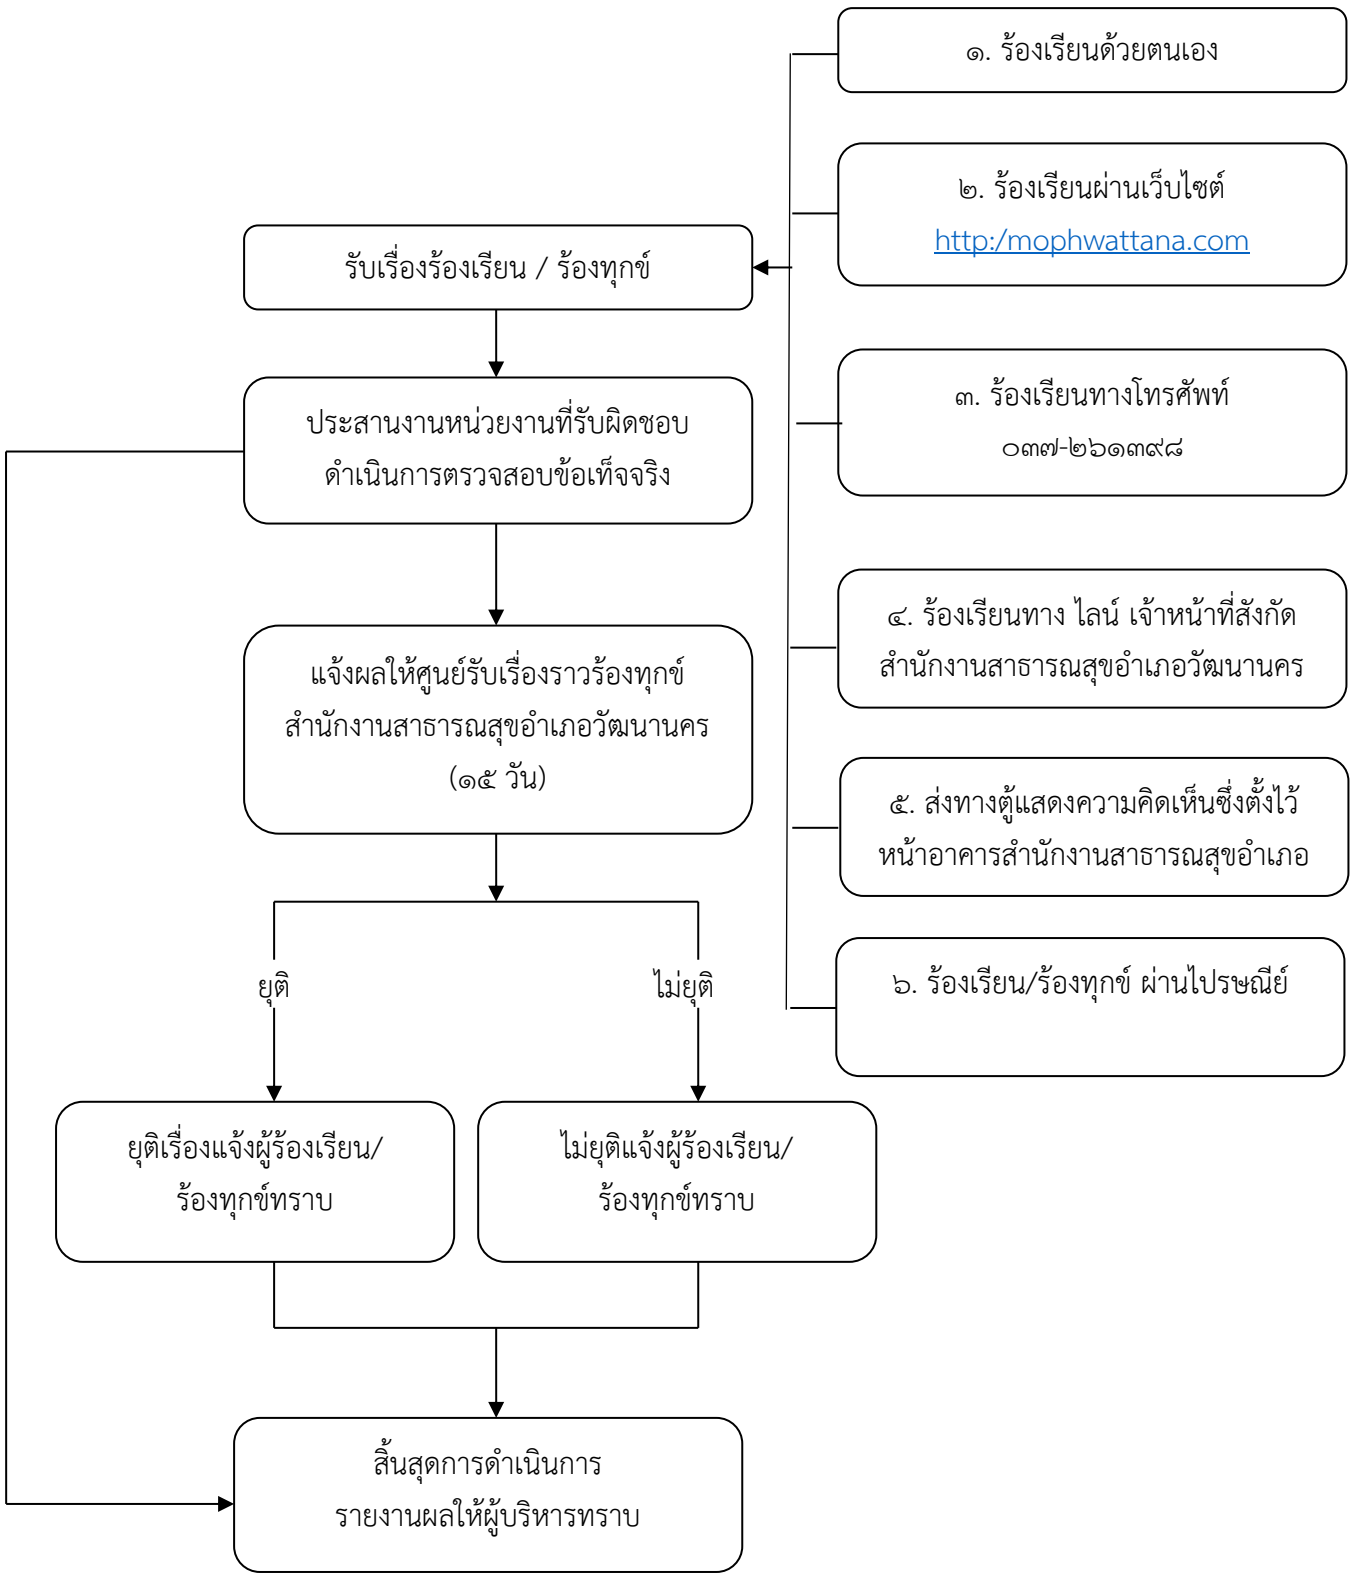 ๑. ร้องเรียนด้วยตนเอง
๒. ร้องเรียนผ่านเว็บไซต์
http:/mophwattana.com
รับเรื่องร้องเรียน / ร้องทุกข์
๓. ร้องเรียนทางโทรศัพท์
๐๓๗-๒๖๑๓๙๘
ประสานงานหน่วยงานที่รับผิดชอบ
ดำเนินการตรวจสอบข้อเท็จจริง
๔. ร้องเรียนทาง ไลน์ เจ้าหน้าที่สังกัด
สำนักงานสาธารณสุขอำเภอวัฒนานคร
แจ้งผลให้ศูนย์รับเรื่องราวร้องทุกข์
สำนักงานสาธารณสุขอำเภอวัฒนานคร
(๑๕ วัน)
๕. ส่งทางตู้แสดงความคิดเห็นซึ่งตั้งไว้
หน้าอาคารสำนักงานสาธารณสุขอำเภอ
๖. ร้องเรียน/ร้องทุกข์ ผ่านไปรษณีย์
ยุติ
ไม่ยุติ
ยุติเรื่องแจ้งผู้ร้องเรียน/
ร้องทุกข์ทราบ
ไม่ยุติแจ้งผู้ร้องเรียน/
ร้องทุกข์ทราบ
สิ้นสุดการดำเนินการ
รายงานผลให้ผู้บริหารทราบ